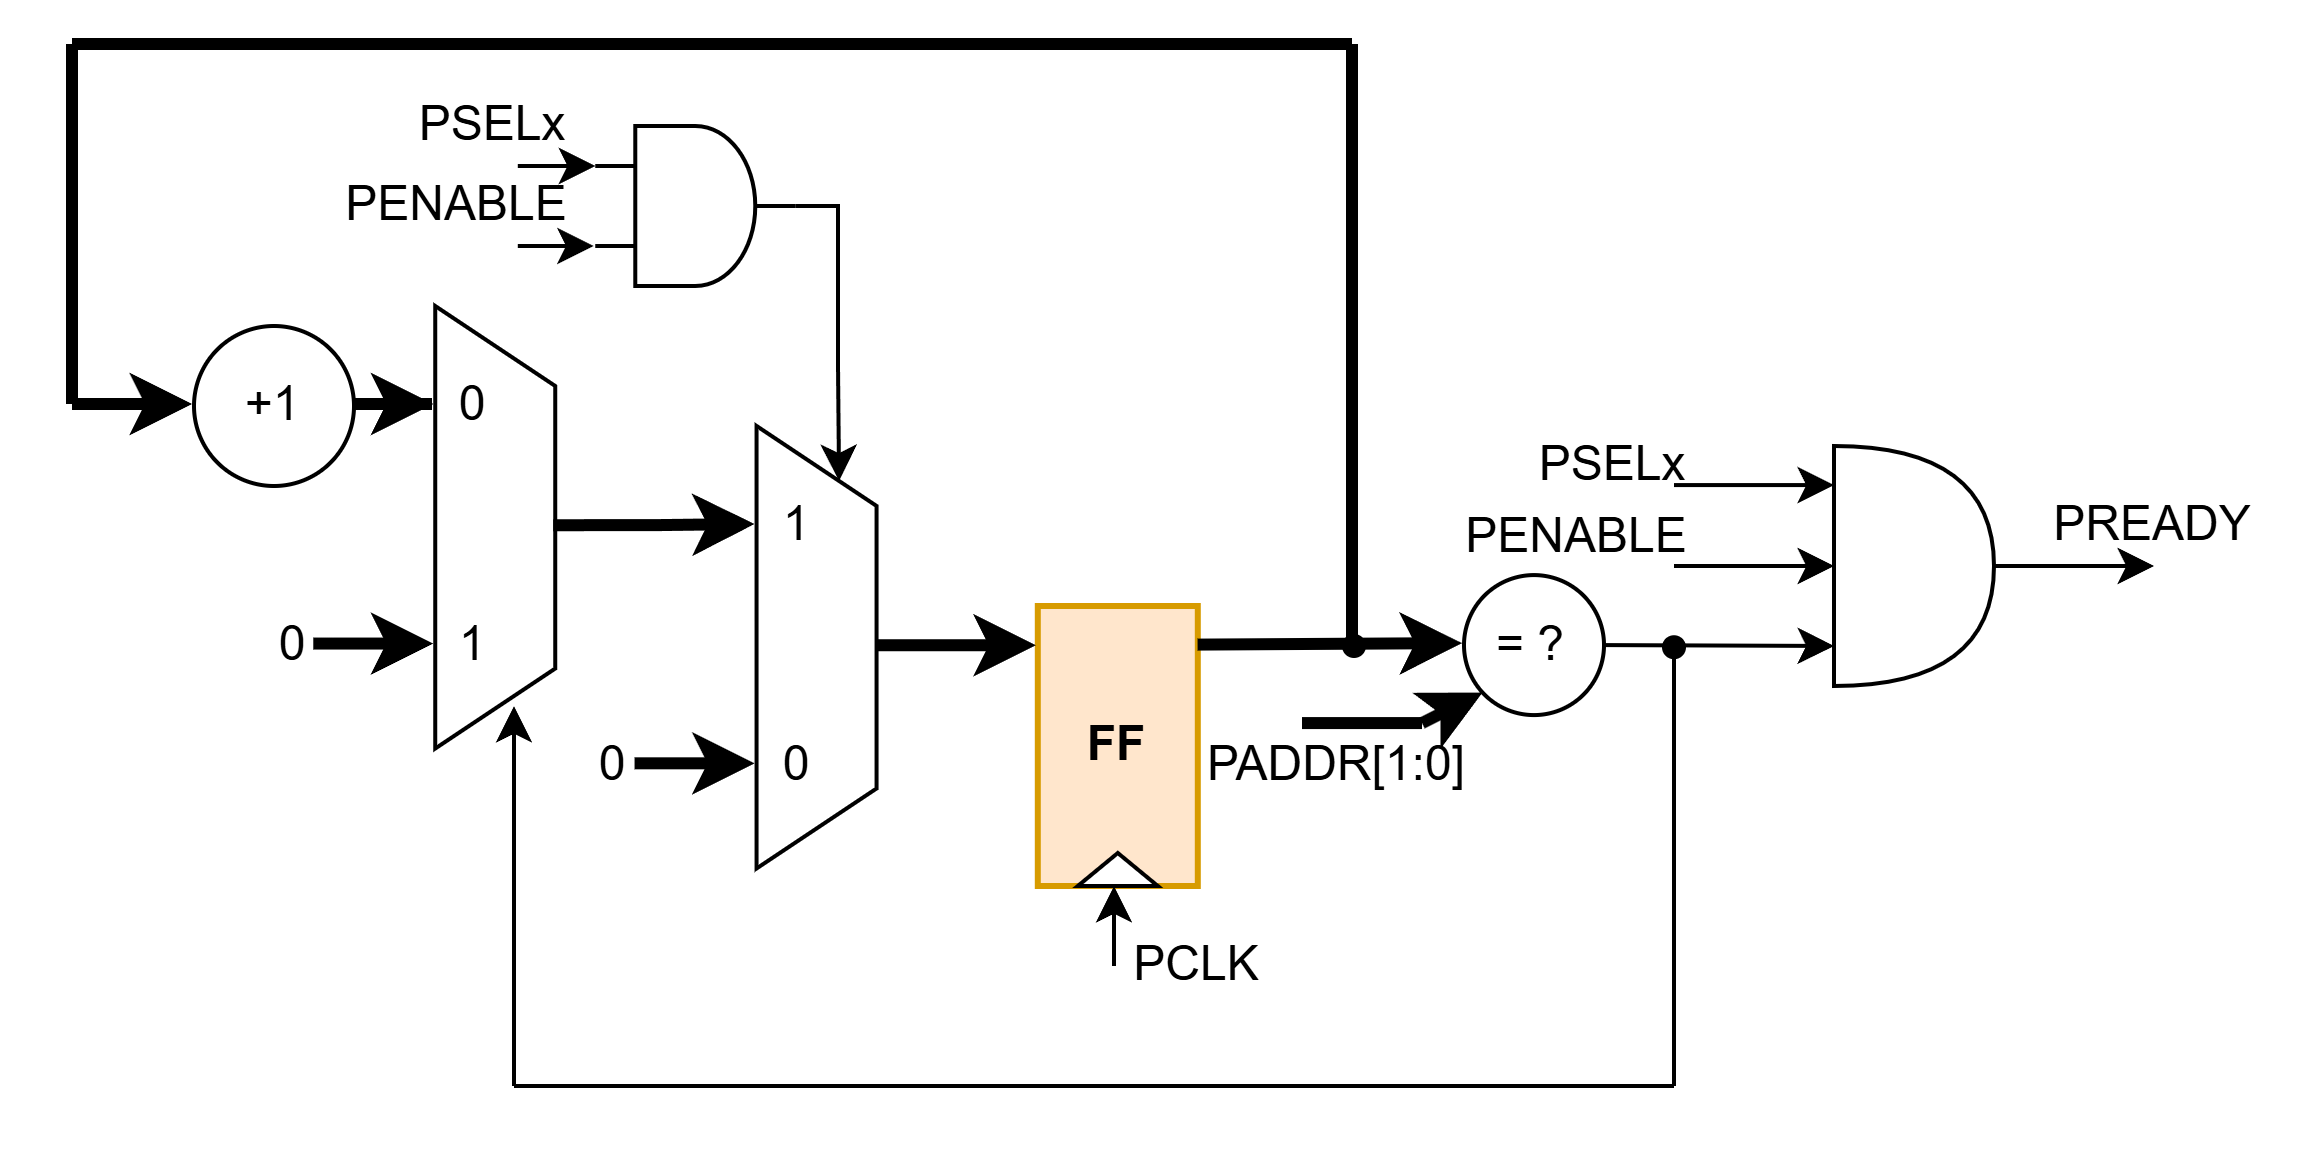 PSELx
PENABLE
+1
0
1
0
1
0
0
PSELx
PENABLE
PREADY
= ?
FF
PADDR[1:0]
PCLK